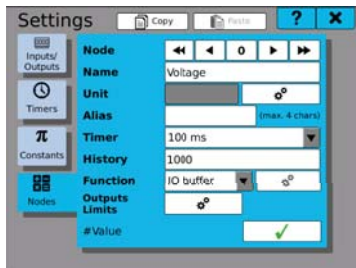 Settings Copy Paste ? ×
Inputs/
Outputs
Timers
π
Constants
Nodes
Node 0
Name Voltage
Unit
Alias (max. 4 chars)
Timer 100 ms
History 1000
Function IO buffer
Outputs
Limits
#Value